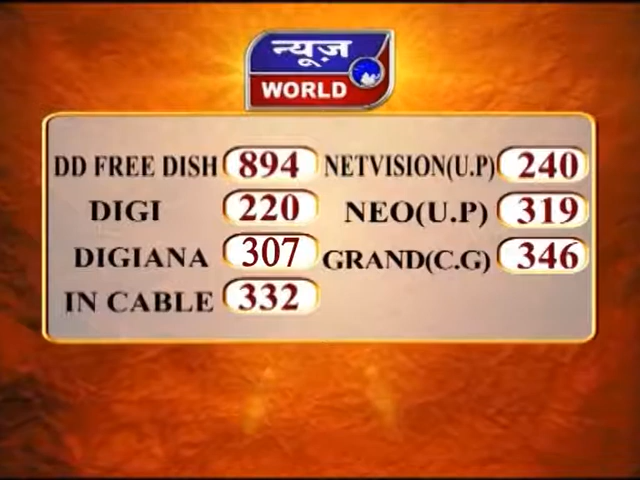 न्यूज़
WORLD
DD FREE DISH 894 NETVISION(U.P) 240
DIGI 220 NEO(U.P) 319
DIGIANA 307 GRAND(C.G) 346
IN CABLE 332